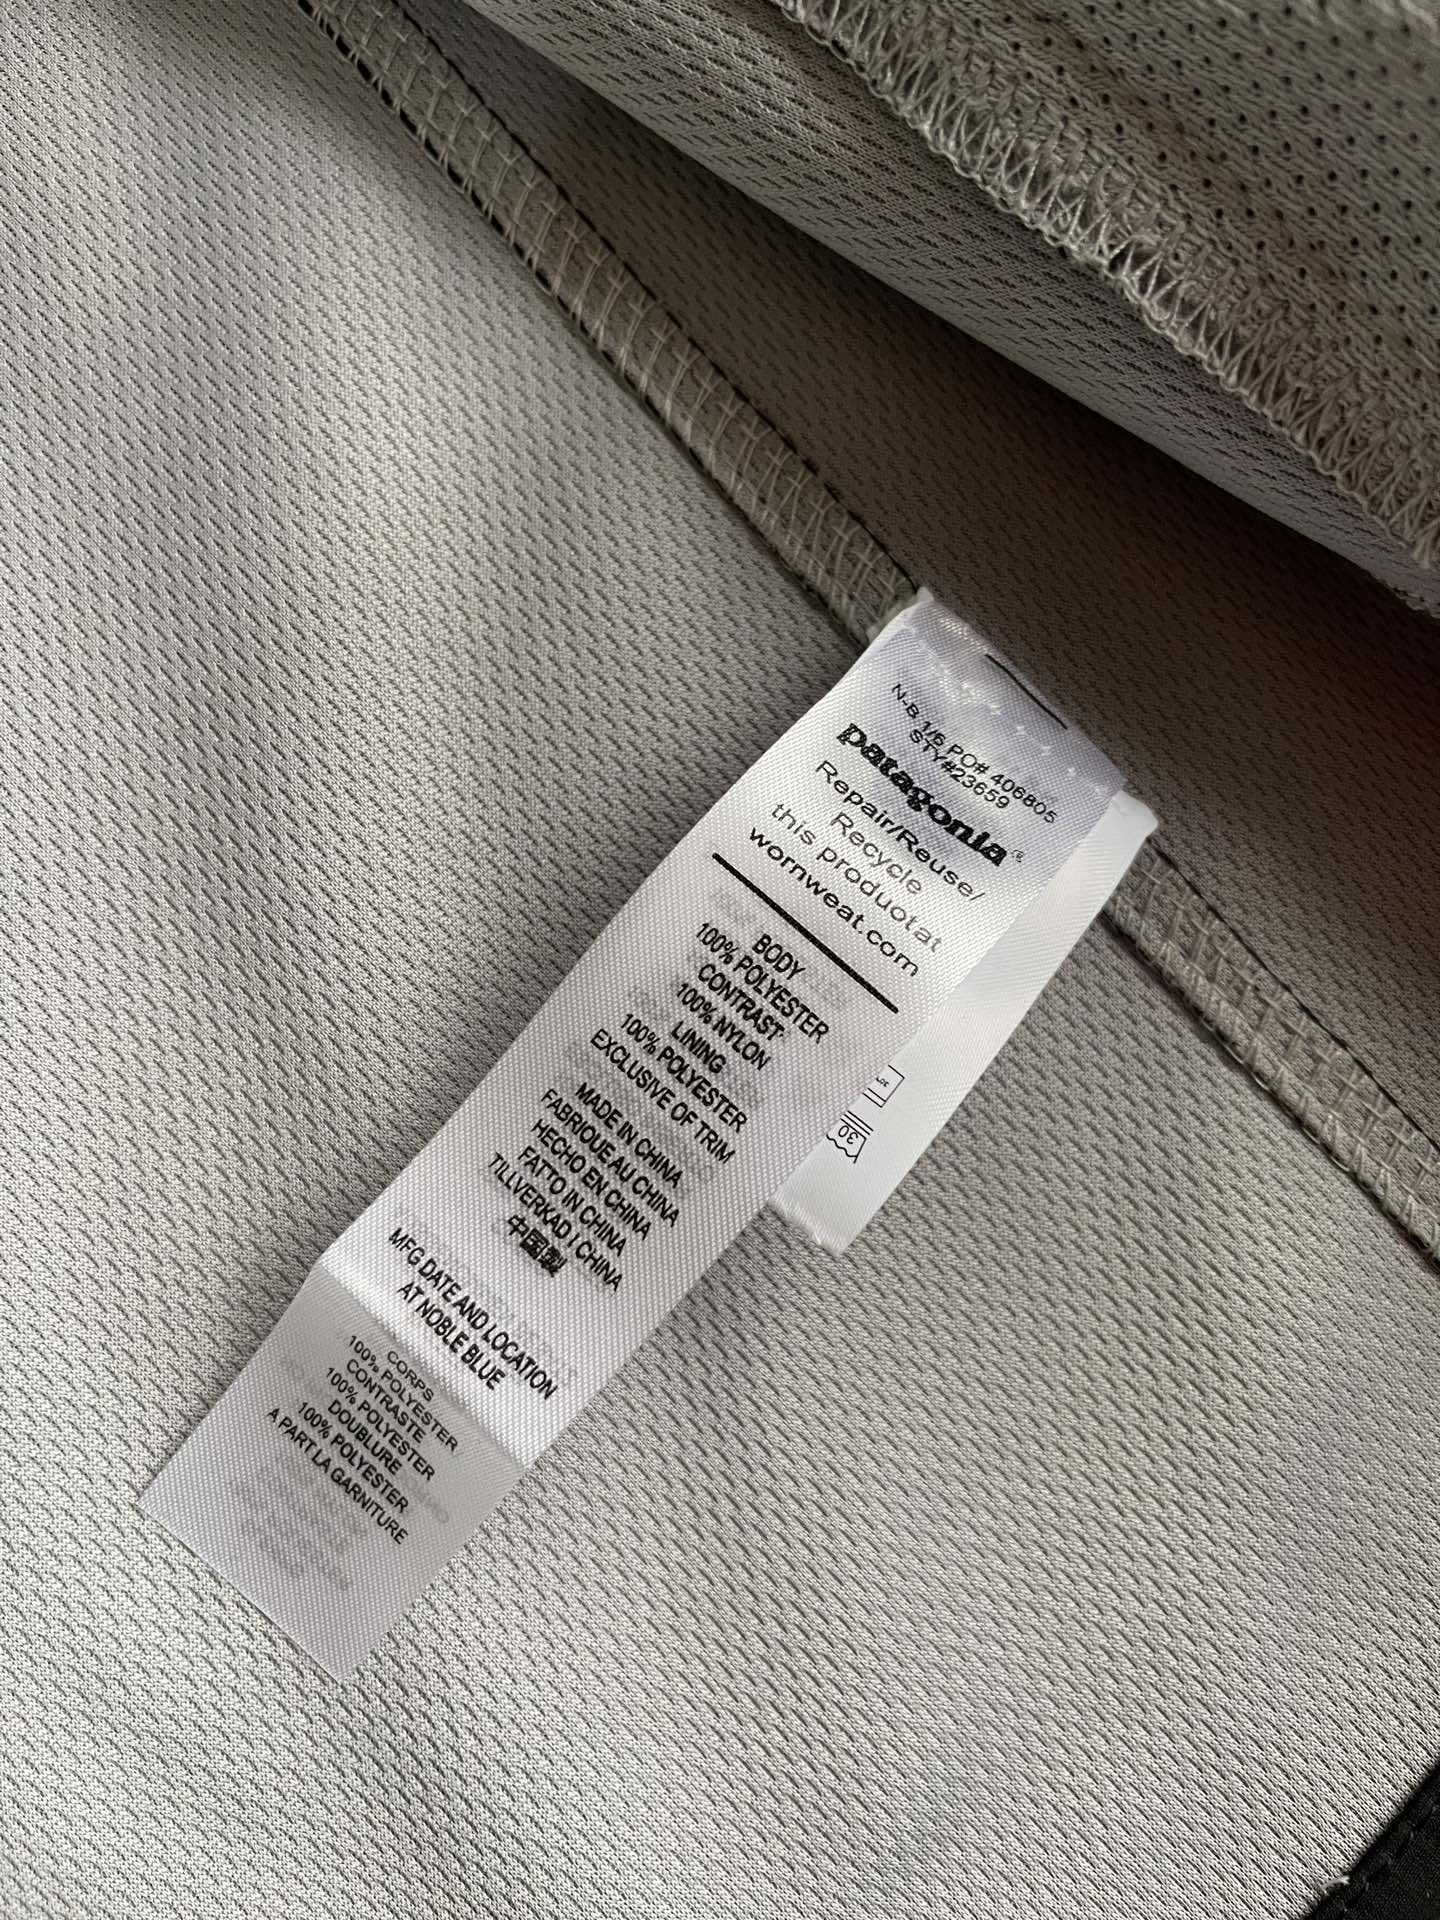 N-B 1/6 PO# 406805
STY#23659
patagonia®
Repair/Reuse/
Recycle
this produotat
wornweat.com
BODY
100% POLYESTER
CONTRAST
100% NYLON
LINING
100% POLYESTER
EXCLUSIVE OF TRIM
MADE IN CHINA
FABRIQUE AU CHINA
HECHO EN CHINA
FATTO IN CHINA
TILLVERKAD I CHINA
中国製
MFG DATE AND LOCATION
AT NOBLE BLUE
CORPS
100% POLYESTER
CONTRASTE
100% POLYESTER
DOUBLURE
100% POLYESTER
A PART LA GARNITURE
30